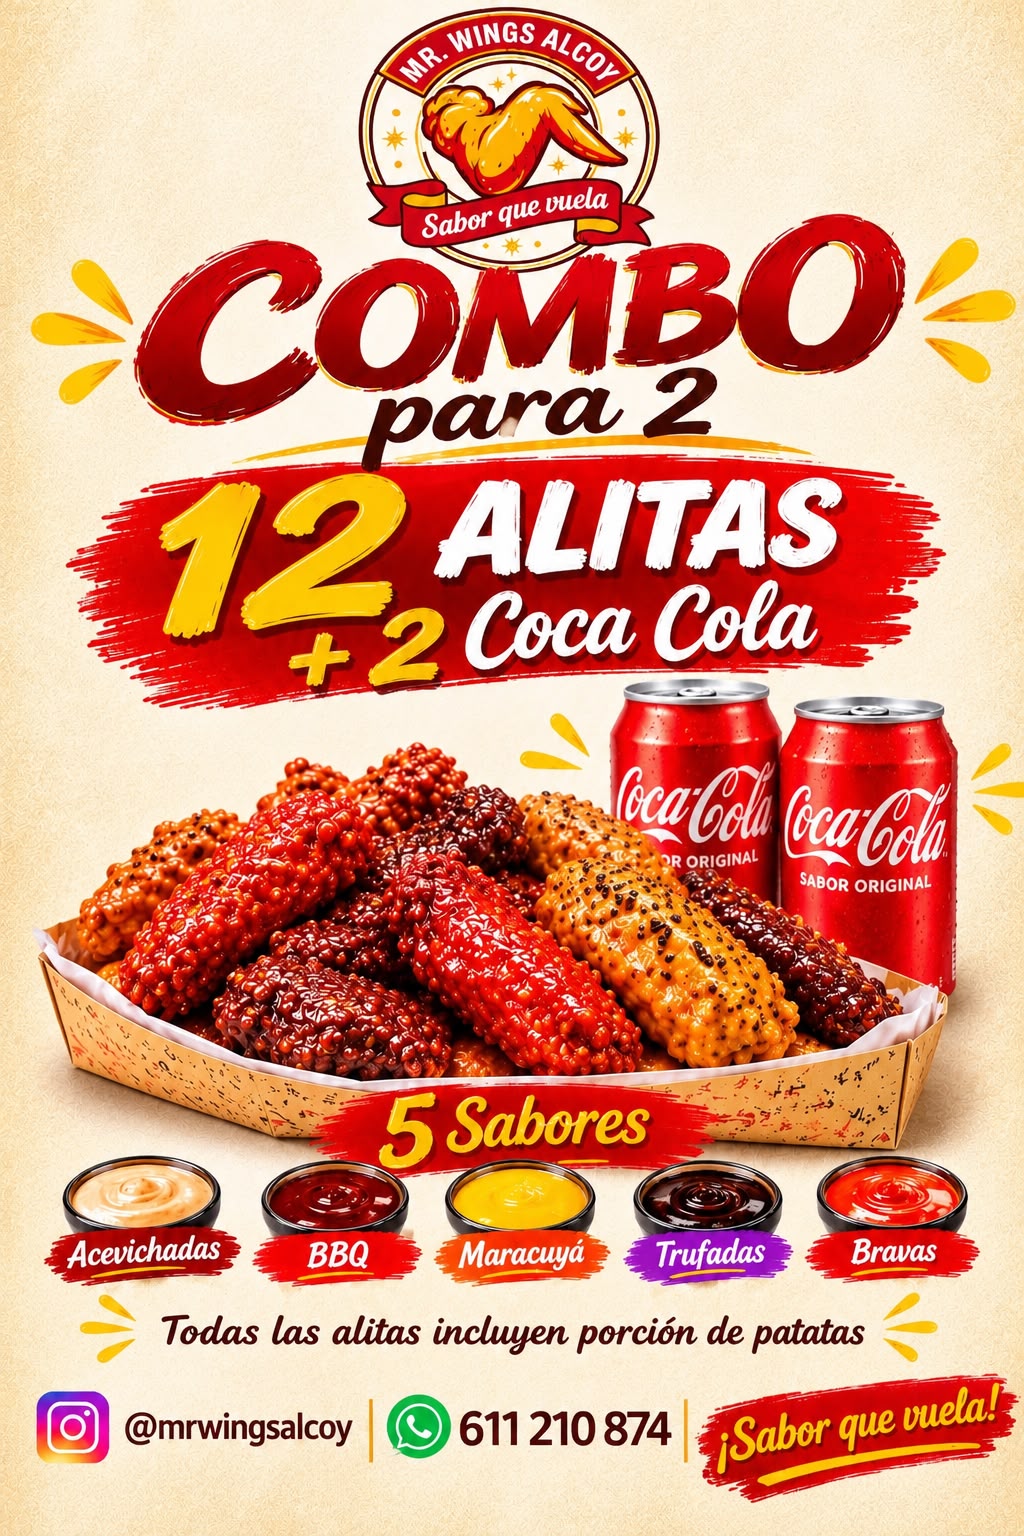 MR. WINGS ALCOY
Sabor que vuela
COMBO
para 2
12 ALITAS
+2 Coca Cola
Coca-Cola
OR ORIGINAL
Coca-Cola
SABOR ORIGINAL
5 Sabores
Acevichadas
BBQ
Maracuyá
Trufadas
Bravas
Todas las alitas incluyen porción de patatas
@mrwingsalcoy
611 210 874
¡Sabor que vuela!